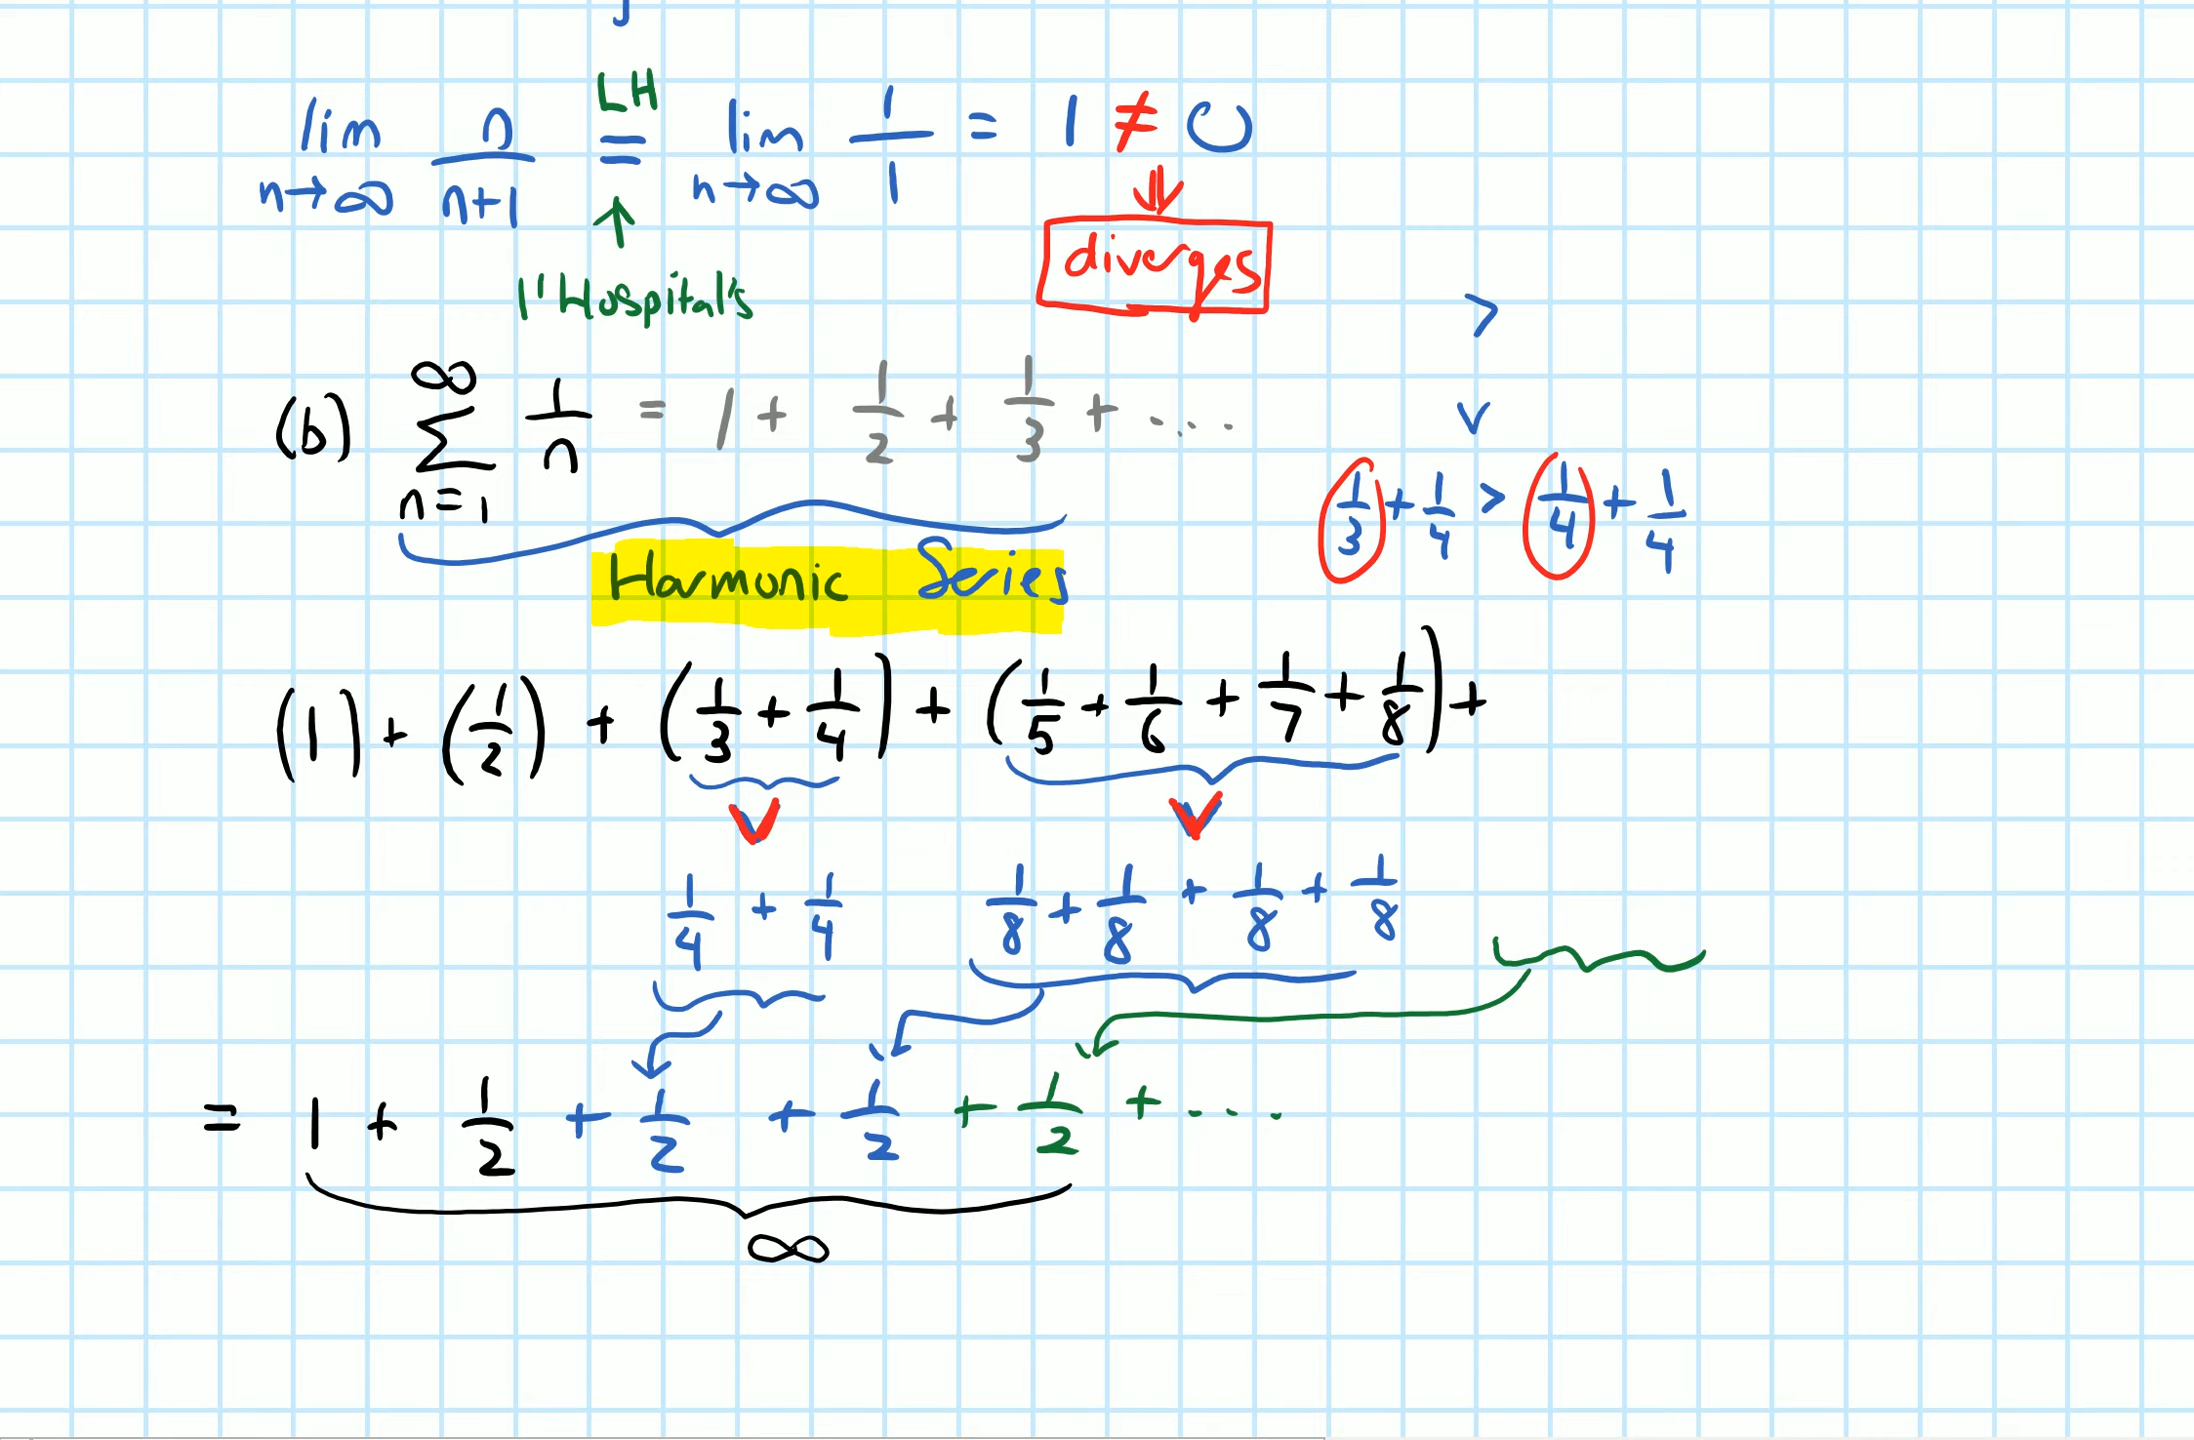 lim n→∞ n/(n+1) LH = lim n→∞ 1/1 = 1 ≠ 0
⇓
↑
l'Hospital's
diverges
>
(b) ∞ ∑ n=1 1/n = 1 + 1/2 + 1/3 + ....
v
1/3 + 1/4 > 1/4 + 1/4
Harmonic Series
(1) + (1/2) + (1/3 + 1/4) + (1/5 + 1/6 + 1/7 + 1/8) +
v v
1/4 + 1/4 1/8 + 1/8 + 1/8 + 1/8
= 1 + 1/2 + 1/2 + 1/2 + 1/2 + ....
∞